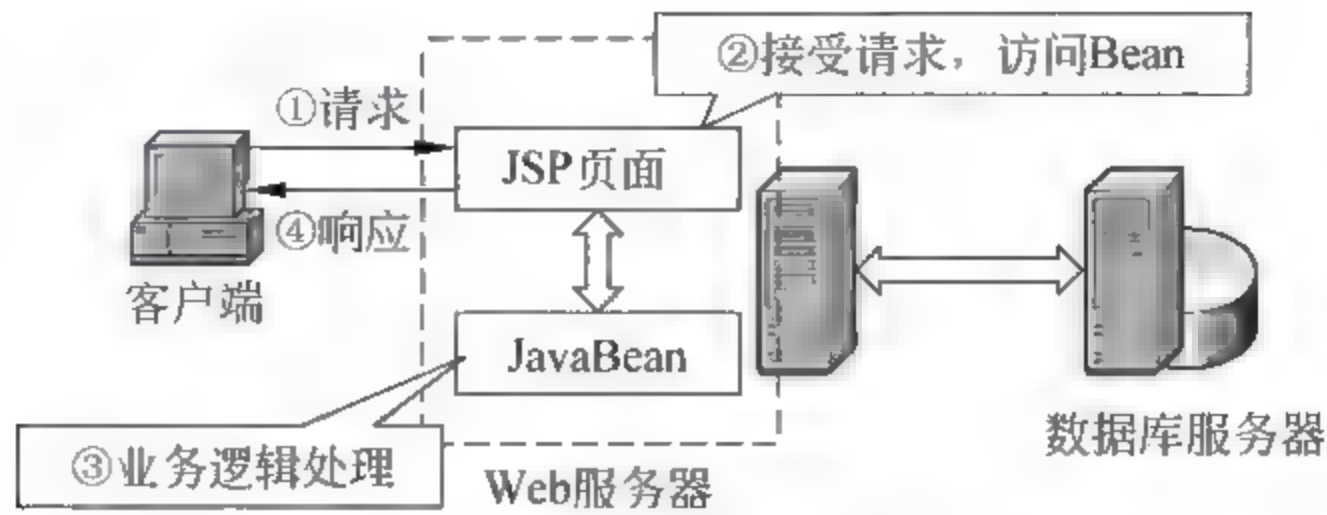 ②接受请求，访问Bean
①请求
JSP页面
④响应
客户端
JavaBean
数据库服务器
③业务逻辑处理
Web服务器